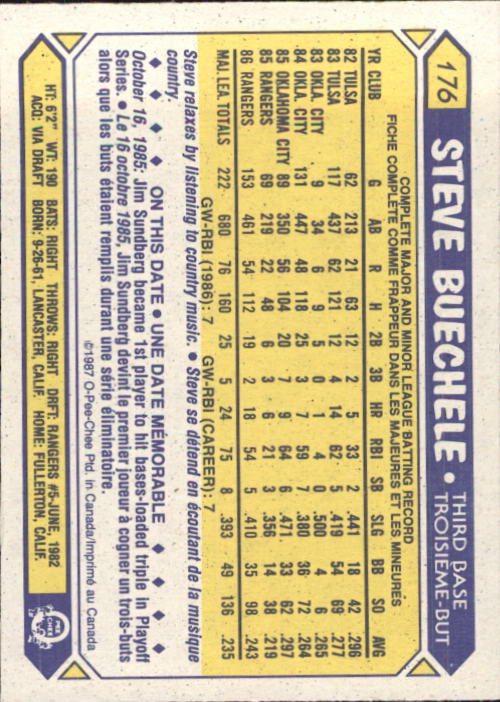 176 STEVE BUECHELE • THIRD BASE
TROISIÈME-BUT
COMPLETE MAJOR AND MINOR LEAGUE BATTING RECORD
FICHE COMPLÈTE COMME FRAPPEUR DANS LES MAJEURES ET LES MINEURES
YR CLUB G AB R H 2B 3B HR RBI SB SLG BB SO AVG
82 TULSA 62 213 21 63 12 2 5 33 2 .441 18 42 .296
83 TULSA 117 437 62 121 12 4 14 62 5 .419 54 69 .277
83 OKLA. CITY 9 34 6 9 5 0 1 4 0 .500 4 6 .265
84 OKLA. CITY 131 447 48 118 25 3 7 59 7 .380 36 72 .264
85 OKLAHOMA CITY 89 350 56 104 20 7 9 64 6 .471 33 62 .297
85 RANGERS 69 219 22 48 6 3 6 21 3 .356 14 38 .219
86 RANGERS 153 461 54 112 19 2 18 54 5 .410 35 98 .243
MAJ. LEA. TOTALS 222 680 76 160 25 5 24 75 8 .393 49 136 .235
GW-RBI (1986): 7 GW-RBI (CAREER): 7
Steve relaxes by listening to country music. • Steve se détend en écoutant de la musique
country.
ON THIS DATE • UNE DATE MÉMORABLE
October 16, 1985: Jim Sundberg became 1st player to hit bases-loaded triple in Playoff
Series. • Le 16 octobre 1985, Jim Sundberg devint le premier joueur à cogner un trois-buts
alors que les buts étaient remplis durant une série éliminatoire.
©1987 O-Pee-Chee Ptd. in Canada/Imprimé au Canada
HT: 6'2" WT: 190 BATS: RIGHT THROWS: RIGHT DRFT: RANGERS #5-JUNE, 1982
ACQ: VIA DRAFT BORN: 9-26-61, LANCASTER, CALIF. HOME: FULLERTON, CALIF.
O PEE CHEE